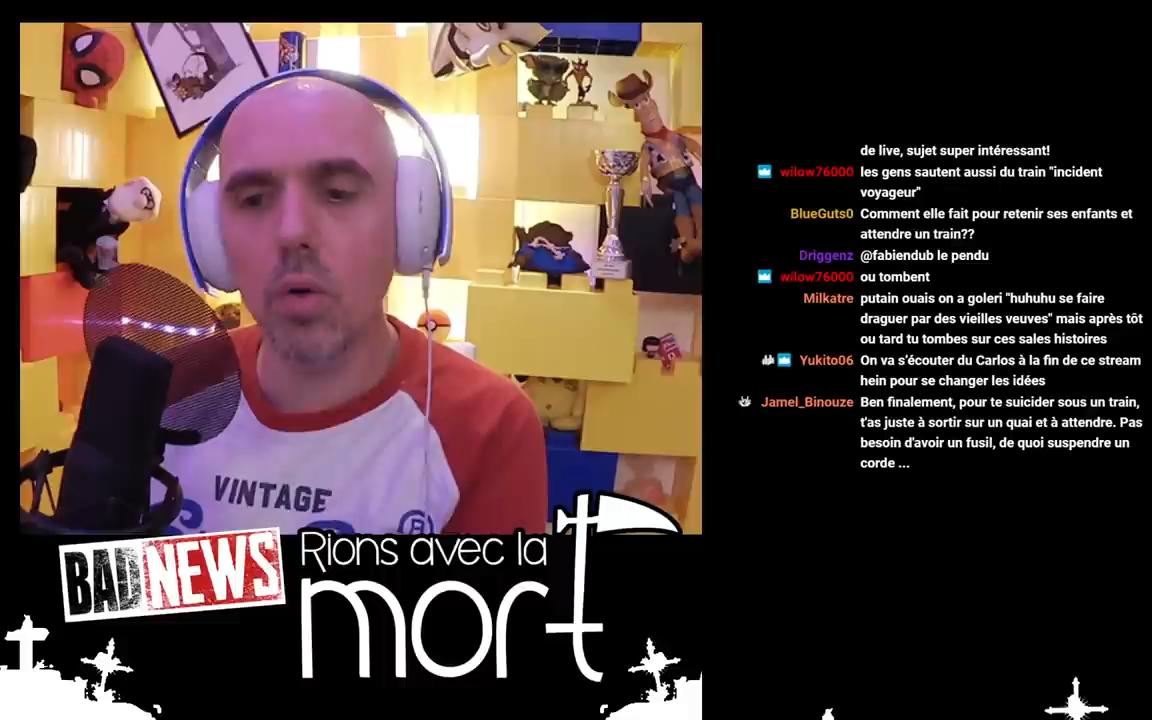 de live, sujet super intéressant!
wilow76000 les gens sautent aussi du train "incident
voyageur"
BlueGuts0 Comment elle fait pour retenir ses enfants et
attendre un train??
Driggenz @fabiendub le pendu
wilow76000 ou tombent
Milkatre putain ouais on a goleri "huhuhu se faire
draguer par des vieilles veuves" mais après tôt
ou tard tu tombes sur ces sales histoires
Yukito06 On va s'écouter du Carlos à la fin de ce stream
hein pour se changer les idées
Jamel_Binouze Ben finalement, pour te suicider sous un train,
t'as juste à sortir sur un quai et à attendre. Pas
besoin d'avoir un fusil, de quoi suspendre un
corde ...
VINTAGE
BAD NEWS
Rions avec la
mort